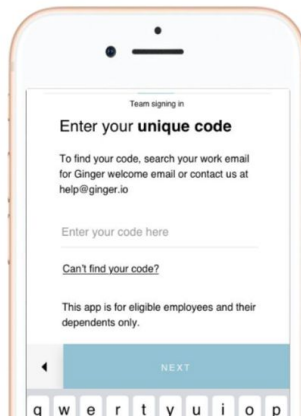 Team signing in
Enter your unique code
To find your code, search your work email
for Ginger welcome email or contact us at
help@ginger.io
Enter your code here
Can't find your code?
This app is for eligible employees and their
dependents only.
NEXT
q w e r t y u i o p